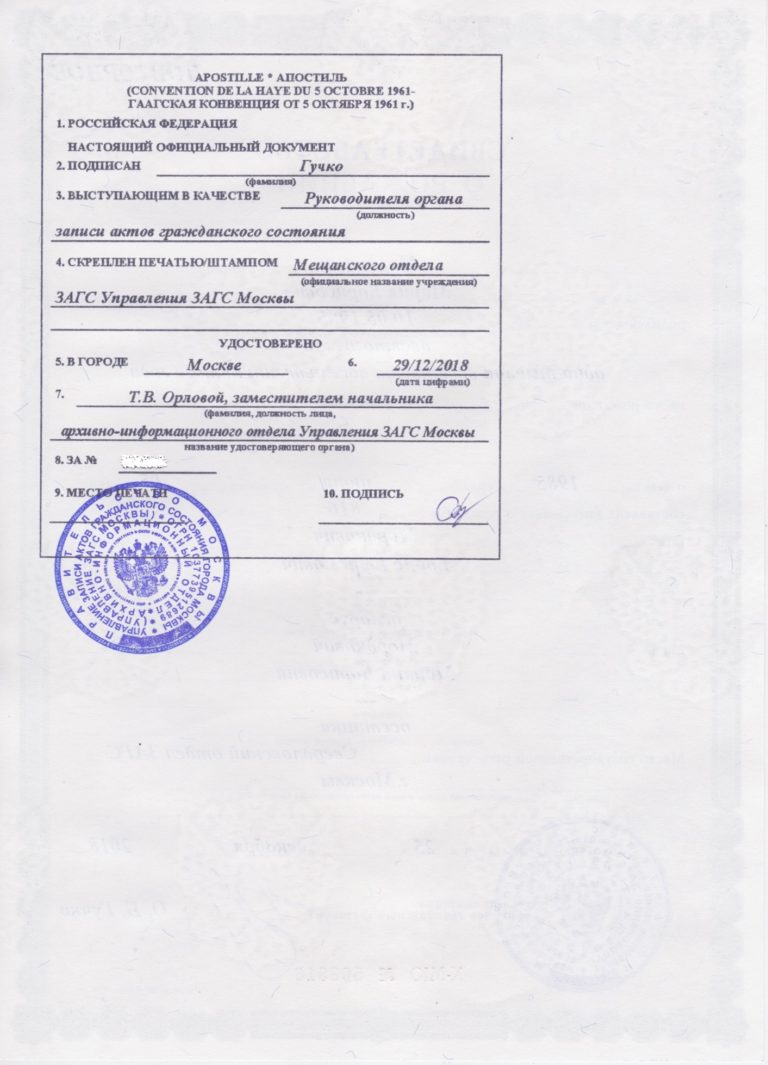 APOSTILLE * АПОСТИЛЬ
(CONVENTION DE LA HAYE DU 5 OCTOBRE 1961-
ГААГСКАЯ КОНВЕНЦИЯ ОТ 5 ОКТЯБРЯ 1961 г.)
1. РОССИЙСКАЯ ФЕДЕРАЦИЯ
НАСТОЯЩИЙ ОФИЦИАЛЬНЫЙ ДОКУМЕНТ
2. ПОДПИСАН Гучко
(фамилия)
3. ВЫСТУПАЮЩИМ В КАЧЕСТВЕ Руководителя органа
(должность)
записи актов гражданского состояния
4. СКРЕПЛЕН ПЕЧАТЬЮ/ШТАМПОМ Мещанского отдела
(официальное название учреждения)
ЗАГС Управления ЗАГС Москвы
УДОСТОВЕРЕНО
5. В ГОРОДЕ Москве 6. 29/12/2018
(дата цифрами)
7. Т.В. Орловой, заместителем начальника
(фамилия, должность лица,
архивно-информационного отдела Управления ЗАГС Москвы
название удостоверяющего органа)
8. ЗА №
9. МЕСТО ПЕЧАТИ 10. ПОДПИСЬ
ПРАВИТЕЛЬСТВО МОСКВЫ
УПРАВЛЕНИЕ ЗАПИСИ АКТОВ ГРАЖДАНСКОГО СОСТОЯНИЯ ГОРОДА МОСКВЫ
(УПРАВЛЕНИЕ ЗАГС МОСКВЫ) * ОГРН
АРХИВНО-ИНФОРМАЦИОННЫЙ ОТДЕЛ